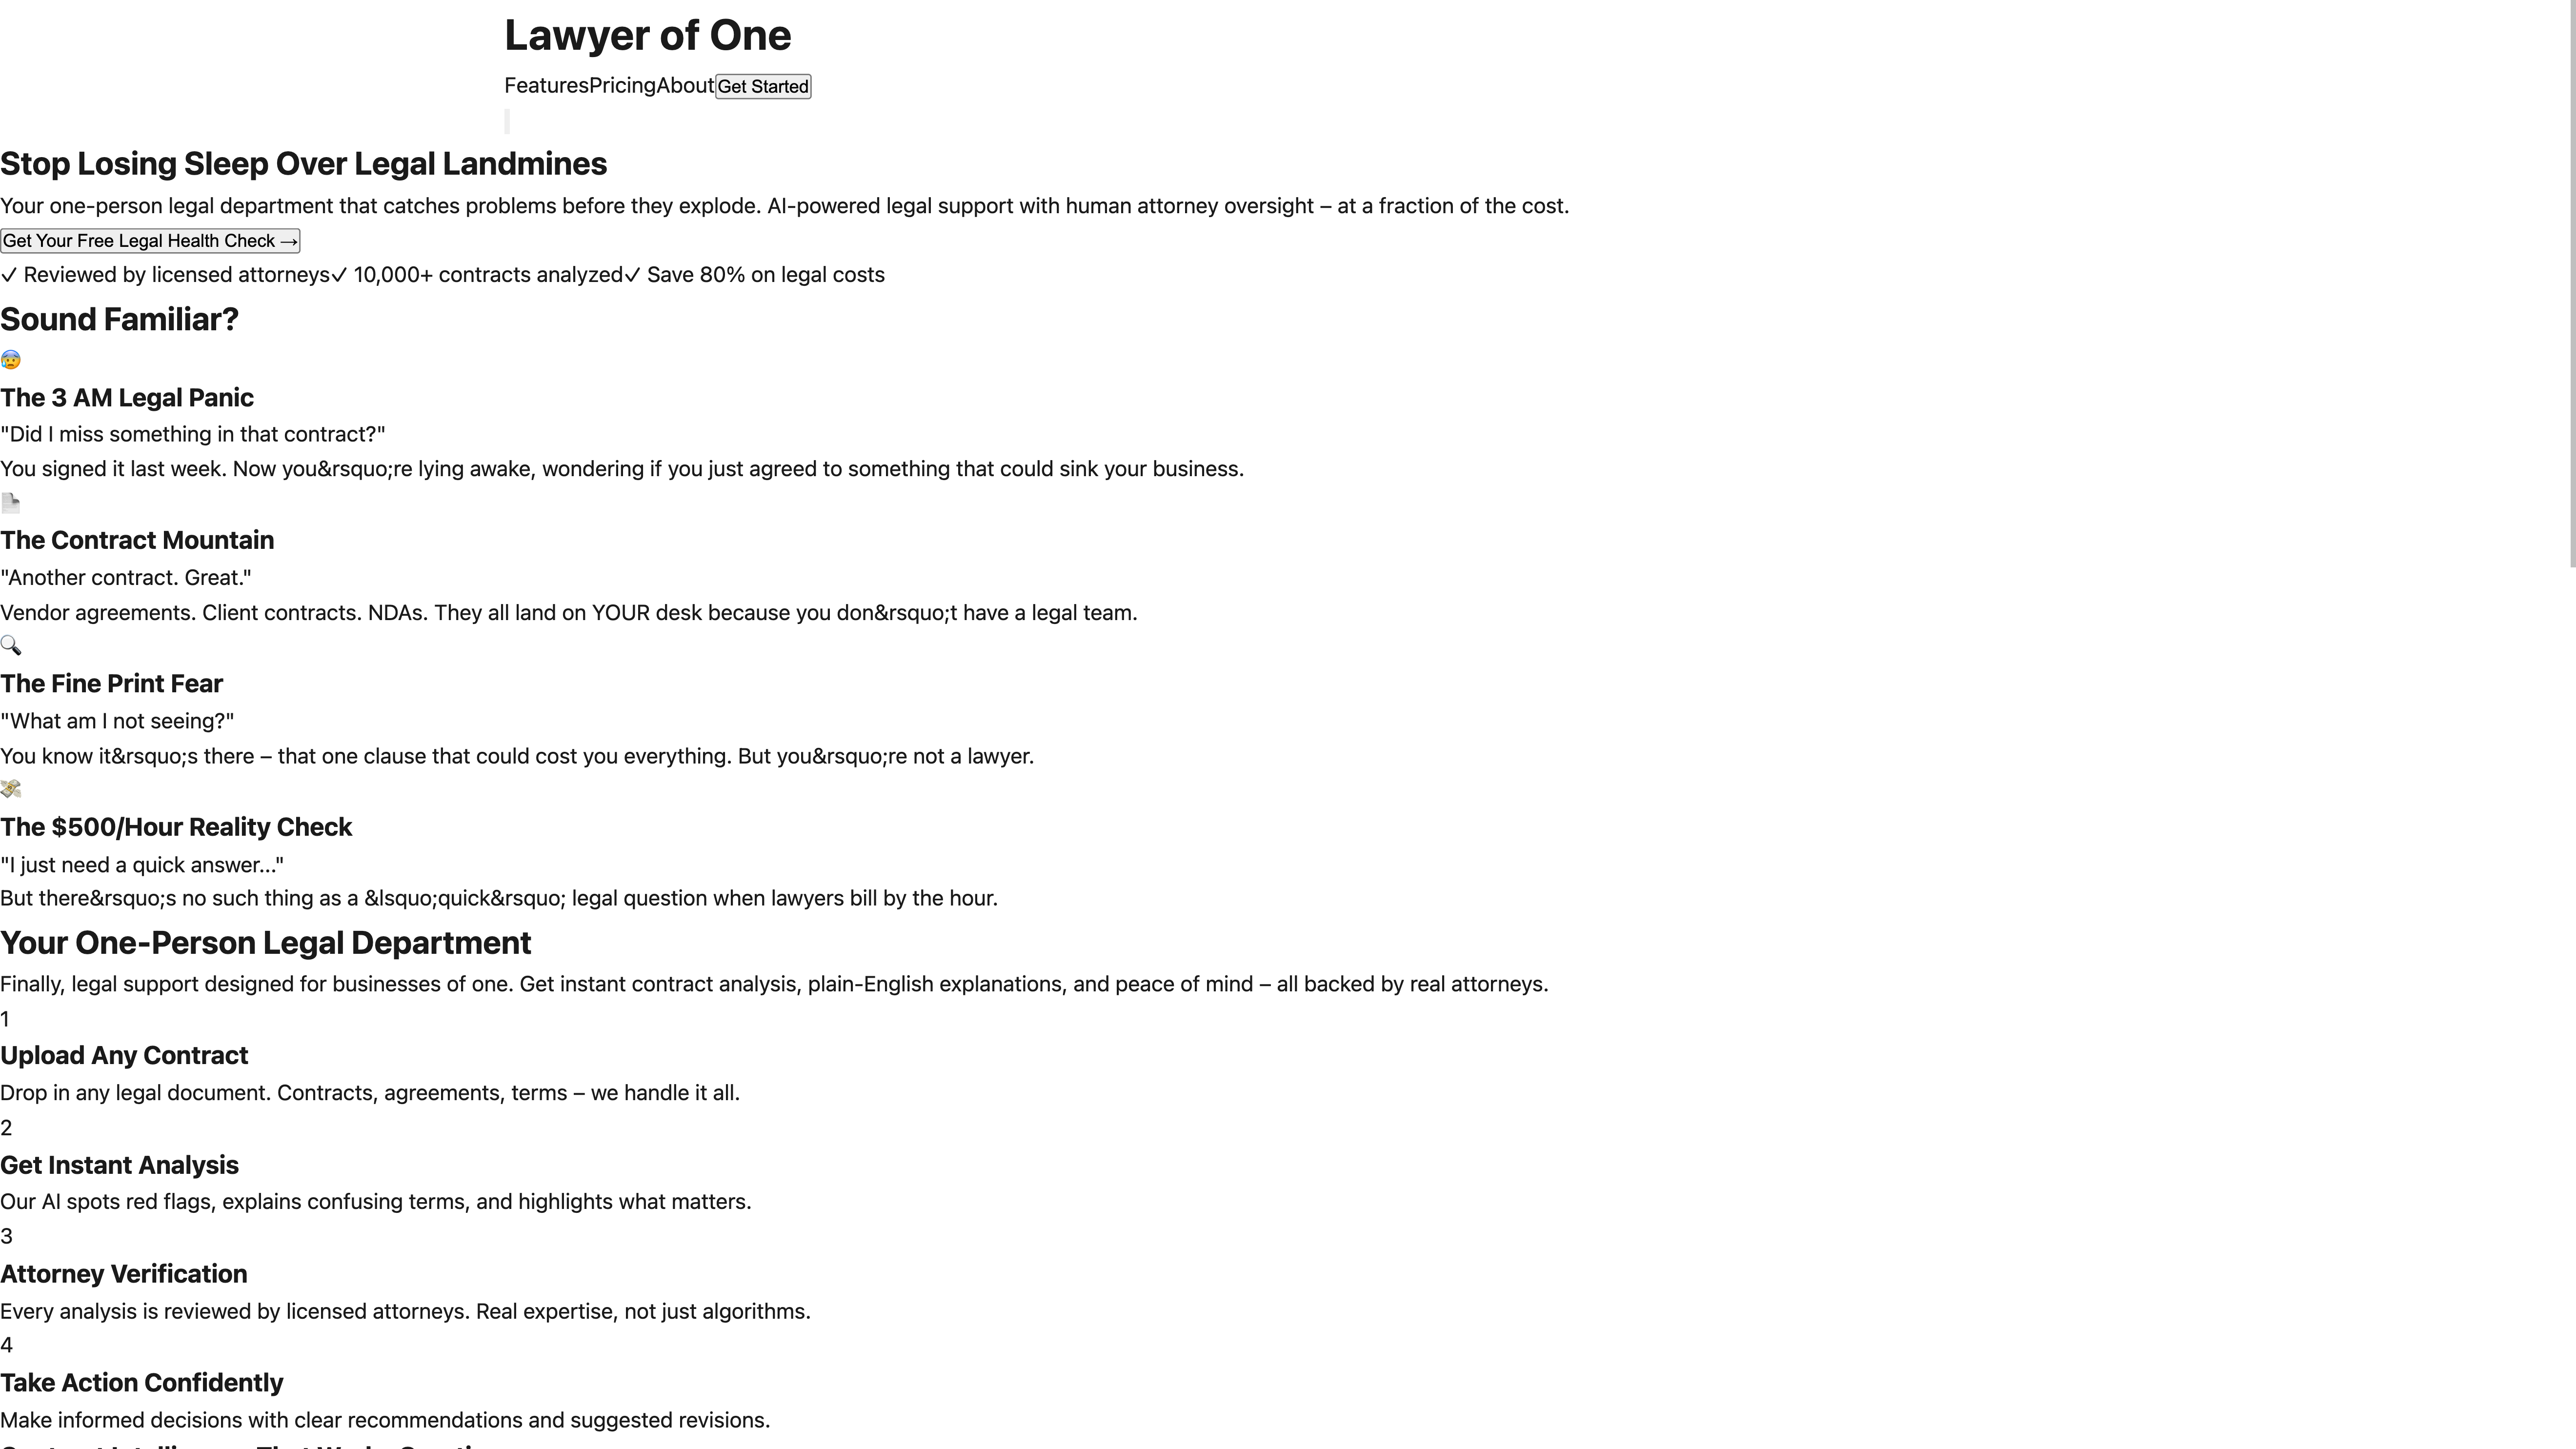 Lawyer of One
FeaturesPricingAboutGet Started
Stop Losing Sleep Over Legal Landmines
Your one-person legal department that catches problems before they explode. AI-powered legal support with human attorney oversight – at a fraction of the cost.
Get Your Free Legal Health Check →
✓ Reviewed by licensed attorneys✓ 10,000+ contracts analyzed✓ Save 80% on legal costs
Sound Familiar?
😰
The 3 AM Legal Panic
"Did I miss something in that contract?"
You signed it last week. Now you&rsquo;re lying awake, wondering if you just agreed to something that could sink your business.
📄
The Contract Mountain
"Another contract. Great."
Vendor agreements. Client contracts. NDAs. They all land on YOUR desk because you don&rsquo;t have a legal team.
🔍
The Fine Print Fear
"What am I not seeing?"
You know it&rsquo;s there – that one clause that could cost you everything. But you&rsquo;re not a lawyer.
💸
The $500/Hour Reality Check
"I just need a quick answer..."
But there&rsquo;s no such thing as a &lsquo;quick&rsquo; legal question when lawyers bill by the hour.
Your One-Person Legal Department
Finally, legal support designed for businesses of one. Get instant contract analysis, plain-English explanations, and peace of mind – all backed by real attorneys.
1
Upload Any Contract
Drop in any legal document. Contracts, agreements, terms – we handle it all.
2
Get Instant Analysis
Our AI spots red flags, explains confusing terms, and highlights what matters.
3
Attorney Verification
Every analysis is reviewed by licensed attorneys. Real expertise, not just algorithms.
4
Take Action Confidently
Make informed decisions with clear recommendations and suggested revisions.